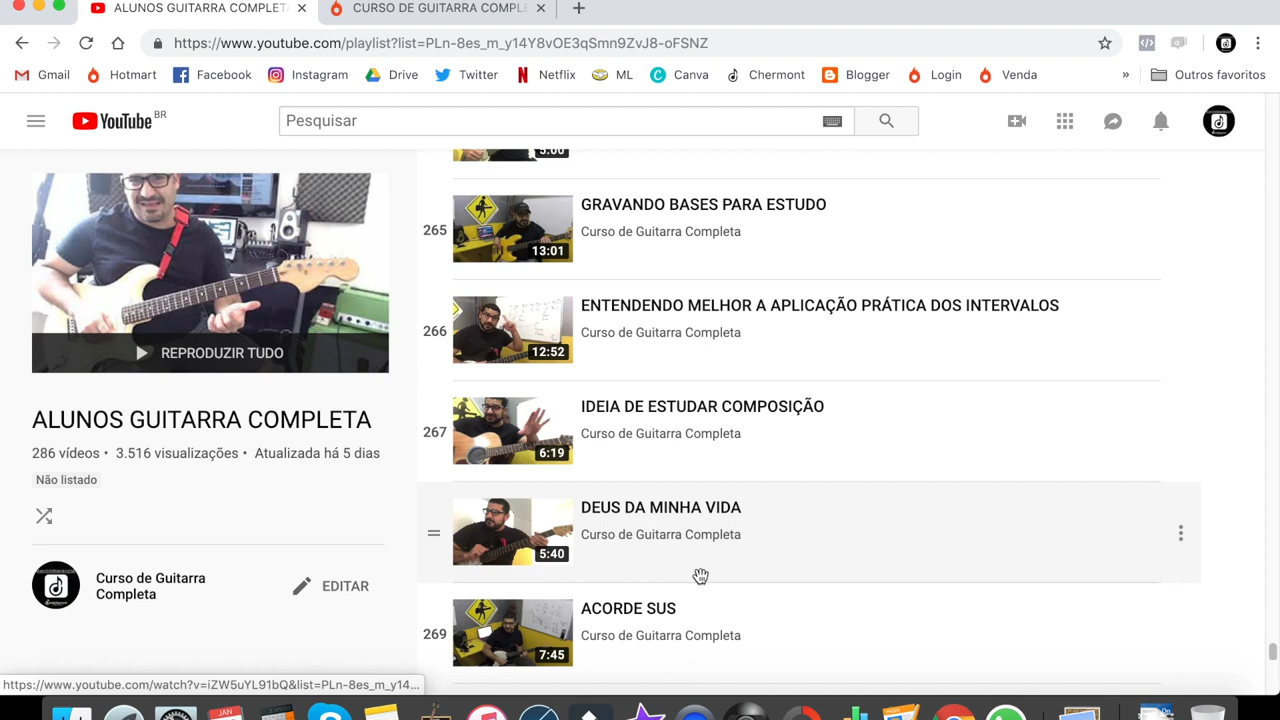 ALUNOS GUITARRA COMPLETA
CURSO DE GUITARRA COMPLE
https://www.youtube.com/playlist?list=PLn-8es_m_y14Y8vOE3qSmn9ZvJ8-oFSNZ
Gmail Hotmart Facebook Instagram Drive Twitter Netflix ML Canva Chermont Blogger Login Venda » Outros favoritos
YouTube BR
Pesquisar
5:00
REPRODUZIR TUDO
ALUNOS GUITARRA COMPLETA
286 vídeos • 3.516 visualizações • Atualizada há 5 dias
Não listado
Curso de Guitarra
Completa
EDITAR
265
13:01
GRAVANDO BASES PARA ESTUDO
Curso de Guitarra Completa
266
12:52
ENTENDENDO MELHOR A APLICAÇÃO PRÁTICA DOS INTERVALOS
Curso de Guitarra Completa
267
6:19
IDEIA DE ESTUDAR COMPOSIÇÃO
Curso de Guitarra Completa
5:40
DEUS DA MINHA VIDA
Curso de Guitarra Completa
269
7:45
ACORDE SUS
Curso de Guitarra Completa
https://www.youtube.com/watch?v=iZW5uYL91bQ&list=PLn-8es_m_y14...
JAN